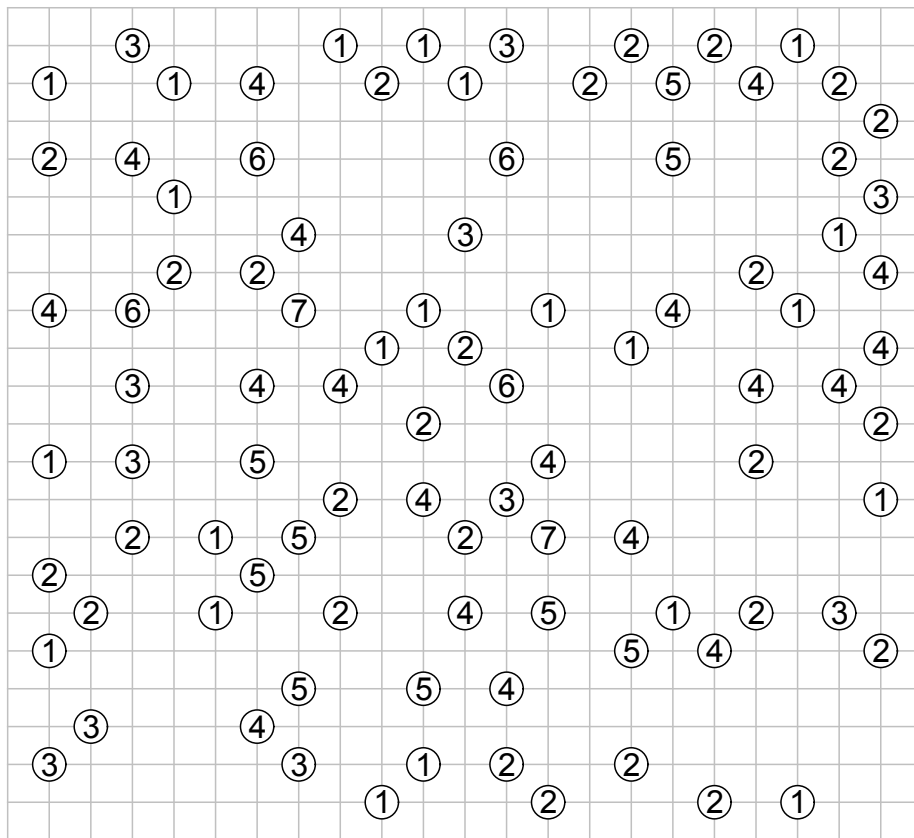 3 1 1 3 2 2 1
1 1 4 2 1 2 5 4 2
2
2 4 6 6 5 2
1 3
4 3 1
2 2 2 4
4 6 7 1 1 4 1
1 2 1 4
3 4 4 6 4 4
2 2
1 3 5 4 2
2 4 3 1
2 1 5 2 7 4
2 5
2 1 2 4 5 1 2 3
1 5 4 2
5 5 4
3 4
3 3 1 2 2
1 2 2 1